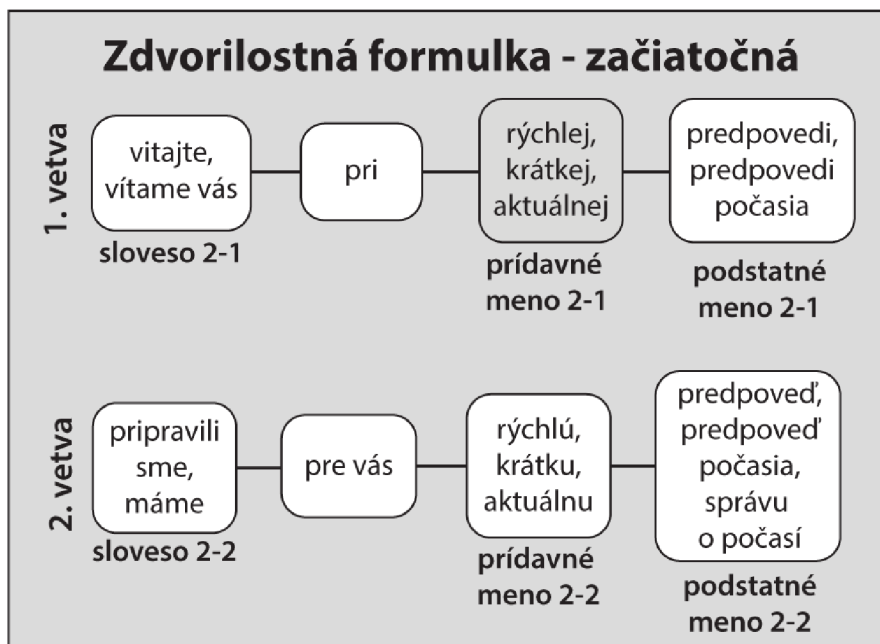 Zdvorilostná formulka - začiatočná
1. vetva
vitajte,
vítame vás
sloveso 2-1
pri
rýchlej,
krátkej,
aktuálnej
prídavné
meno 2-1
predpovedi,
predpovedi
počasia
podstatné
meno 2-1
2. vetva
pripravili
sme,
máme
sloveso 2-2
pre vás
rýchlú,
krátku,
aktuálnu
prídavné
meno 2-2
predpoveď,
predpoveď
počasia,
správu
o počasí
podstatné
meno 2-2